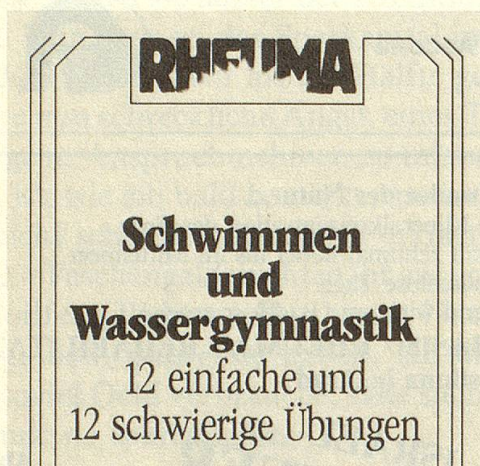 RHEUMA
Schwimmen
und
Wassergymnastik
12 einfache und
12 schwierige Übungen